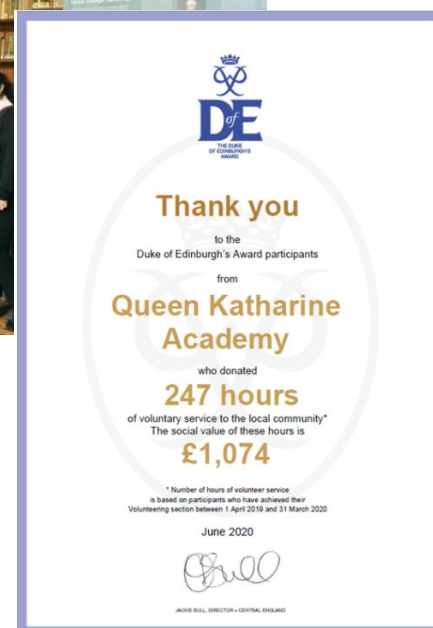 DofE
THE DUKE
OF EDINBURGH'S
AWARD
Thank you
to the
Duke of Edinburgh's Award participants
from
Queen Katharine
Academy
who donated
247 hours
of voluntary service to the local community*
The social value of these hours is
£1,074
* Number of hours of volunteer service
is based on participants who have achieved their
Volunteering section between 1 April 2019 and 31 March 2020
June 2020
JACKIE BULL, DIRECTOR – CENTRAL ENGLAND